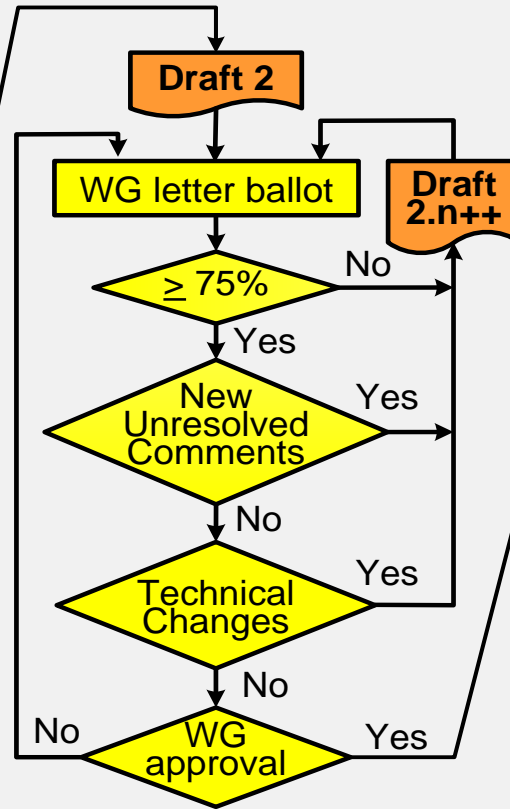 Draft 2
WG letter ballot
Draft
2.n++
≥ 75%
No
Yes
New
Unresolved
Comments
Yes
No
Technical
Changes
Yes
No
No
WG
approval
Yes